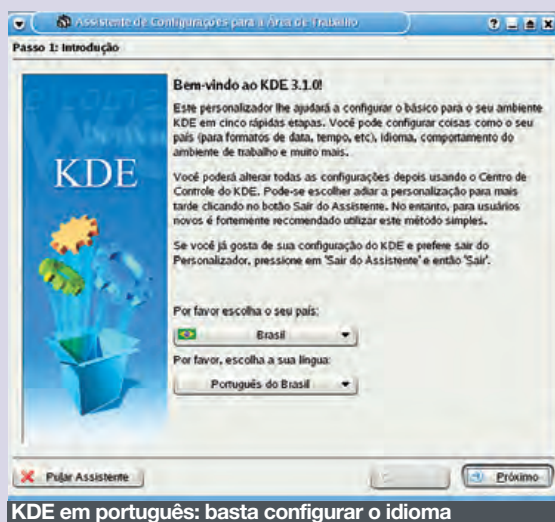 Assistente de Configurações para a Área de Trabalho
Passo 1: Introdução
KDE
Bem-vindo ao KDE 3.1.0!
Este personalizador lhe ajudará a configurar o básico para o seu ambiente
KDE em cinco rápidas etapas. Você pode configurar coisas como o seu
país (para formatos de data, tempo, etc), idioma, comportamento do
ambiente de trabalho e muito mais.
Você poderá alterar todas as configurações depois usando o Centro de
Controle do KDE. Pode-se escolher adiar a personalização para mais
tarde clicando no botão Sair do Assistente. No entanto, para usuários
novos é fortemente recomendado utilizar este método simples.
Se você já gosta de sua configuração do KDE e prefere sair do
Personalizador, pressione em 'Sair do Assistente' e então 'Sair'.
Por favor escolha o seu país:
Brasil
Por favor, escolha a sua língua:
Português do Brasil
Pular Assistente
Próximo
KDE em português: basta configurar o idioma